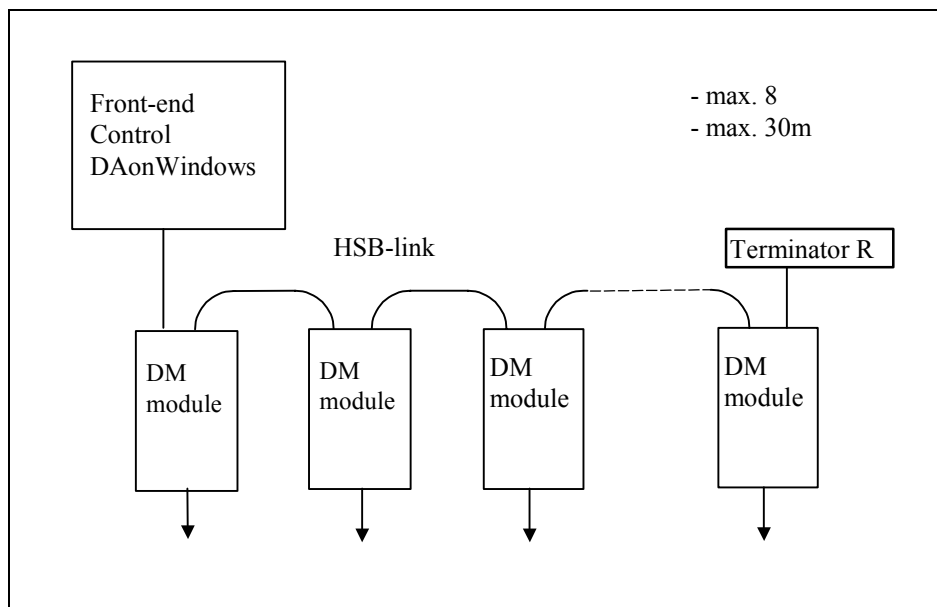 Front-end
Control
DAonWindows
- max. 8
- max. 30m
HSB-link
Terminator R
DM
module
DM
module
DM
module
DM
module